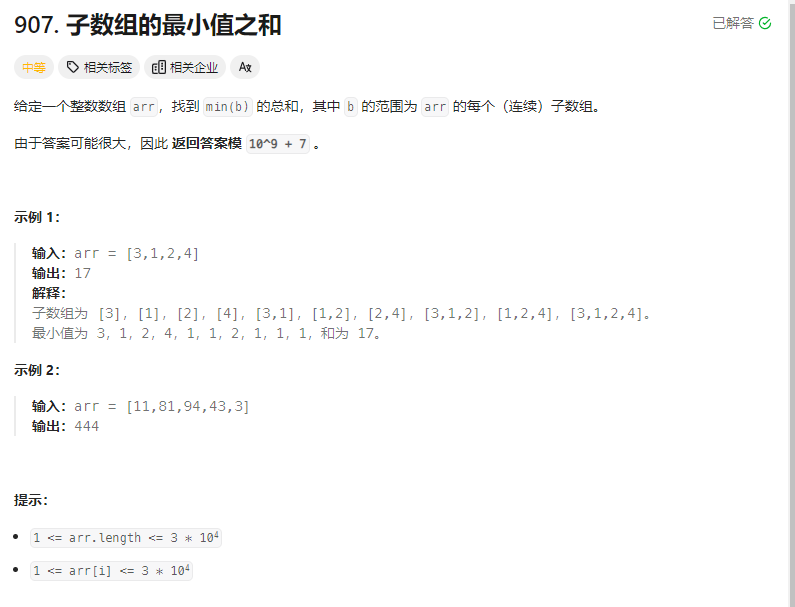 907. 子数组的最小值之和
已解答
中等 相关标签 相关企业 Ax
给定一个整数数组 arr，找到 min(b) 的总和，其中 b 的范围为 arr 的每个（连续）子数组。
由于答案可能很大，因此 返回答案模 10^9 + 7 。
示例 1：
输入：arr = [3,1,2,4]
输出：17
解释：
子数组为 [3]，[1]，[2]，[4]，[3,1]，[1,2]，[2,4]，[3,1,2]，[1,2,4]，[3,1,2,4]。
最小值为 3，1，2，4，1，1，2，1，1，1，和为 17。
示例 2：
输入：arr = [11,81,94,43,3]
输出：444
提示：
1 <= arr.length <= 3 * 10⁴
1 <= arr[i] <= 3 * 10⁴